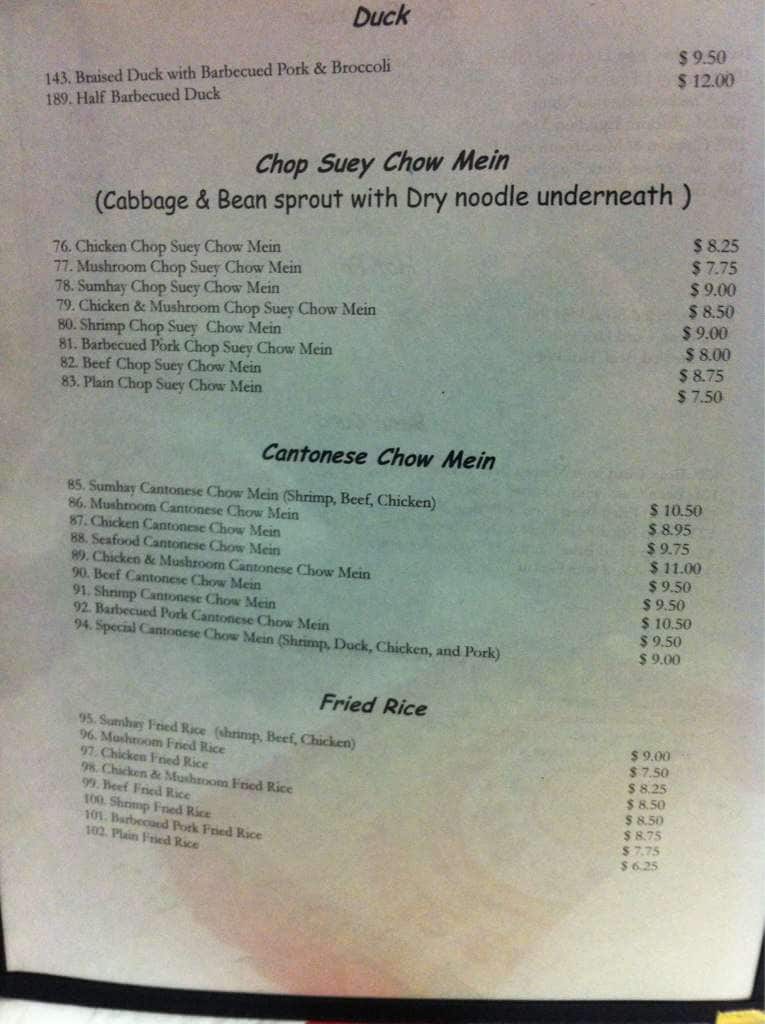 Duck
143. Braised Duck with Barbecued Pork & Broccoli $ 9.50
189. Half Barbecued Duck $ 12.00
Chop Suey Chow Mein
(Cabbage & Bean sprout with Dry noodle underneath )
76. Chicken Chop Suey Chow Mein $ 8.25
77. Mushroom Chop Suey Chow Mein $ 7.75
78. Sumhay Chop Suey Chow Mein $ 9.00
79. Chicken & Mushroom Chop Suey Chow Mein $ 8.50
80. Shrimp Chop Suey Chow Mein $ 9.00
81. Barbecued Pork Chop Suey Chow Mein $ 8.00
82. Beef Chop Suey Chow Mein $ 8.75
83. Plain Chop Suey Chow Mein $ 7.50
Cantonese Chow Mein
85. Sumhay Cantonese Chow Mein (Shrimp, Beef, Chicken) $ 10.50
86. Mushroom Cantonese Chow Mein $ 8.95
87. Chicken Cantonese Chow Mein $ 9.75
88. Seafood Cantonese Chow Mein $ 11.00
89. Chicken & Mushroom Cantonese Chow Mein $ 9.50
90. Beef Cantonese Chow Mein $ 9.50
91. Shrimp Cantonese Chow Mein $ 10.50
92. Barbecued Pork Cantonese Chow Mein $ 9.50
94. Special Cantonese Chow Mein (Shrimp, Duck, Chicken, and Pork) $ 9.00
Fried Rice
95. Sumhay Fried Rice (shrimp, Beef, Chicken) $ 9.00
96. Mushroom Fried Rice $ 7.50
97. Chicken Fried Rice $ 8.25
98. Chicken & Mushroom Fried Rice $ 8.50
99. Beef Fried Rice $ 8.50
100. Shrimp Fried Rice $ 8.75
101. Barbecued Pork Fried Rice $ 7.75
102. Plain Fried Rice $ 6.25